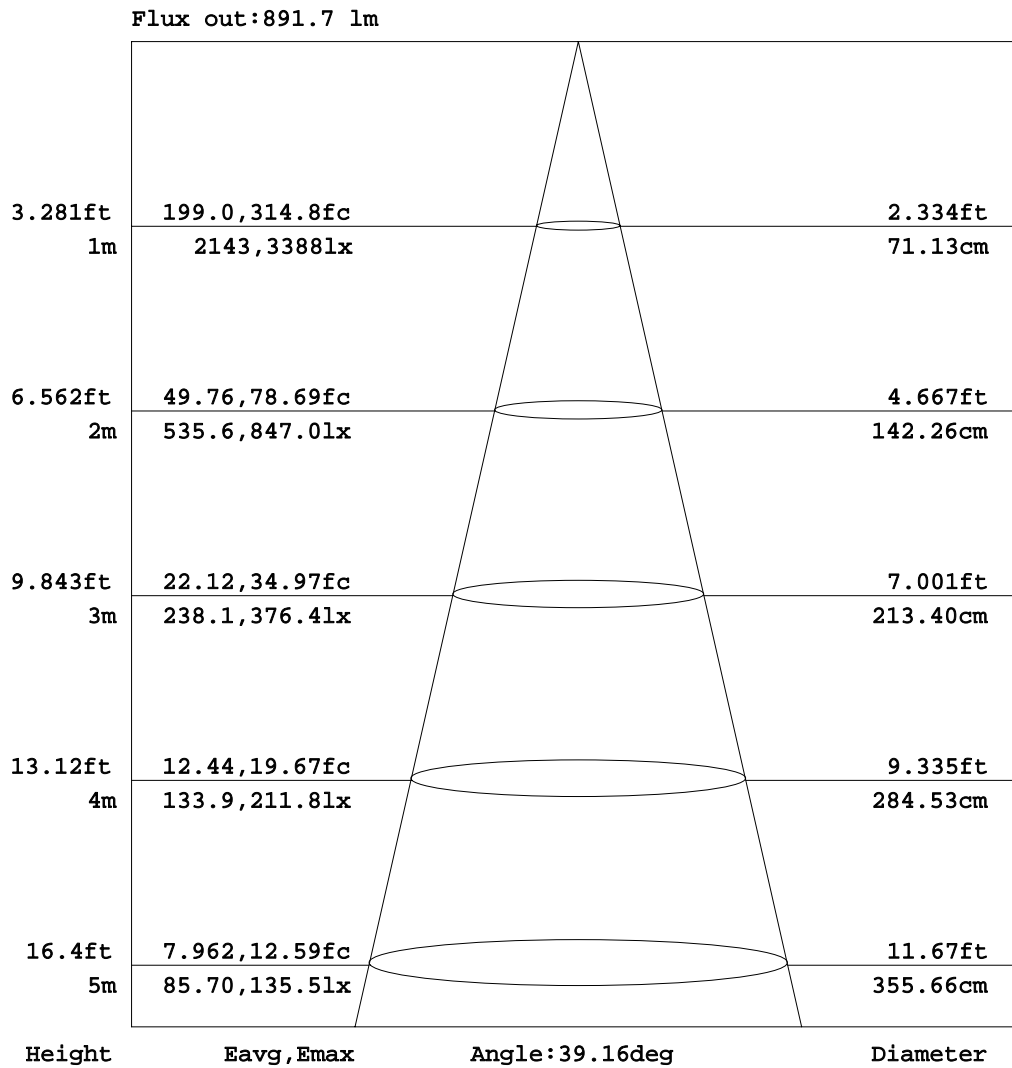 Flux out:891.7 lm
3.281ft 199.0,314.8fc 2.334ft
1m 2143,3388lx 71.13cm
6.562ft 49.76,78.69fc 4.667ft
2m 535.6,847.0lx 142.26cm
9.843ft 22.12,34.97fc 7.001ft
3m 238.1,376.4lx 213.40cm
13.12ft 12.44,19.67fc 9.335ft
4m 133.9,211.8lx 284.53cm
16.4ft 7.962,12.59fc 11.67ft
5m 85.70,135.5lx 355.66cm
Height Eavg,Emax Angle:39.16deg Diameter